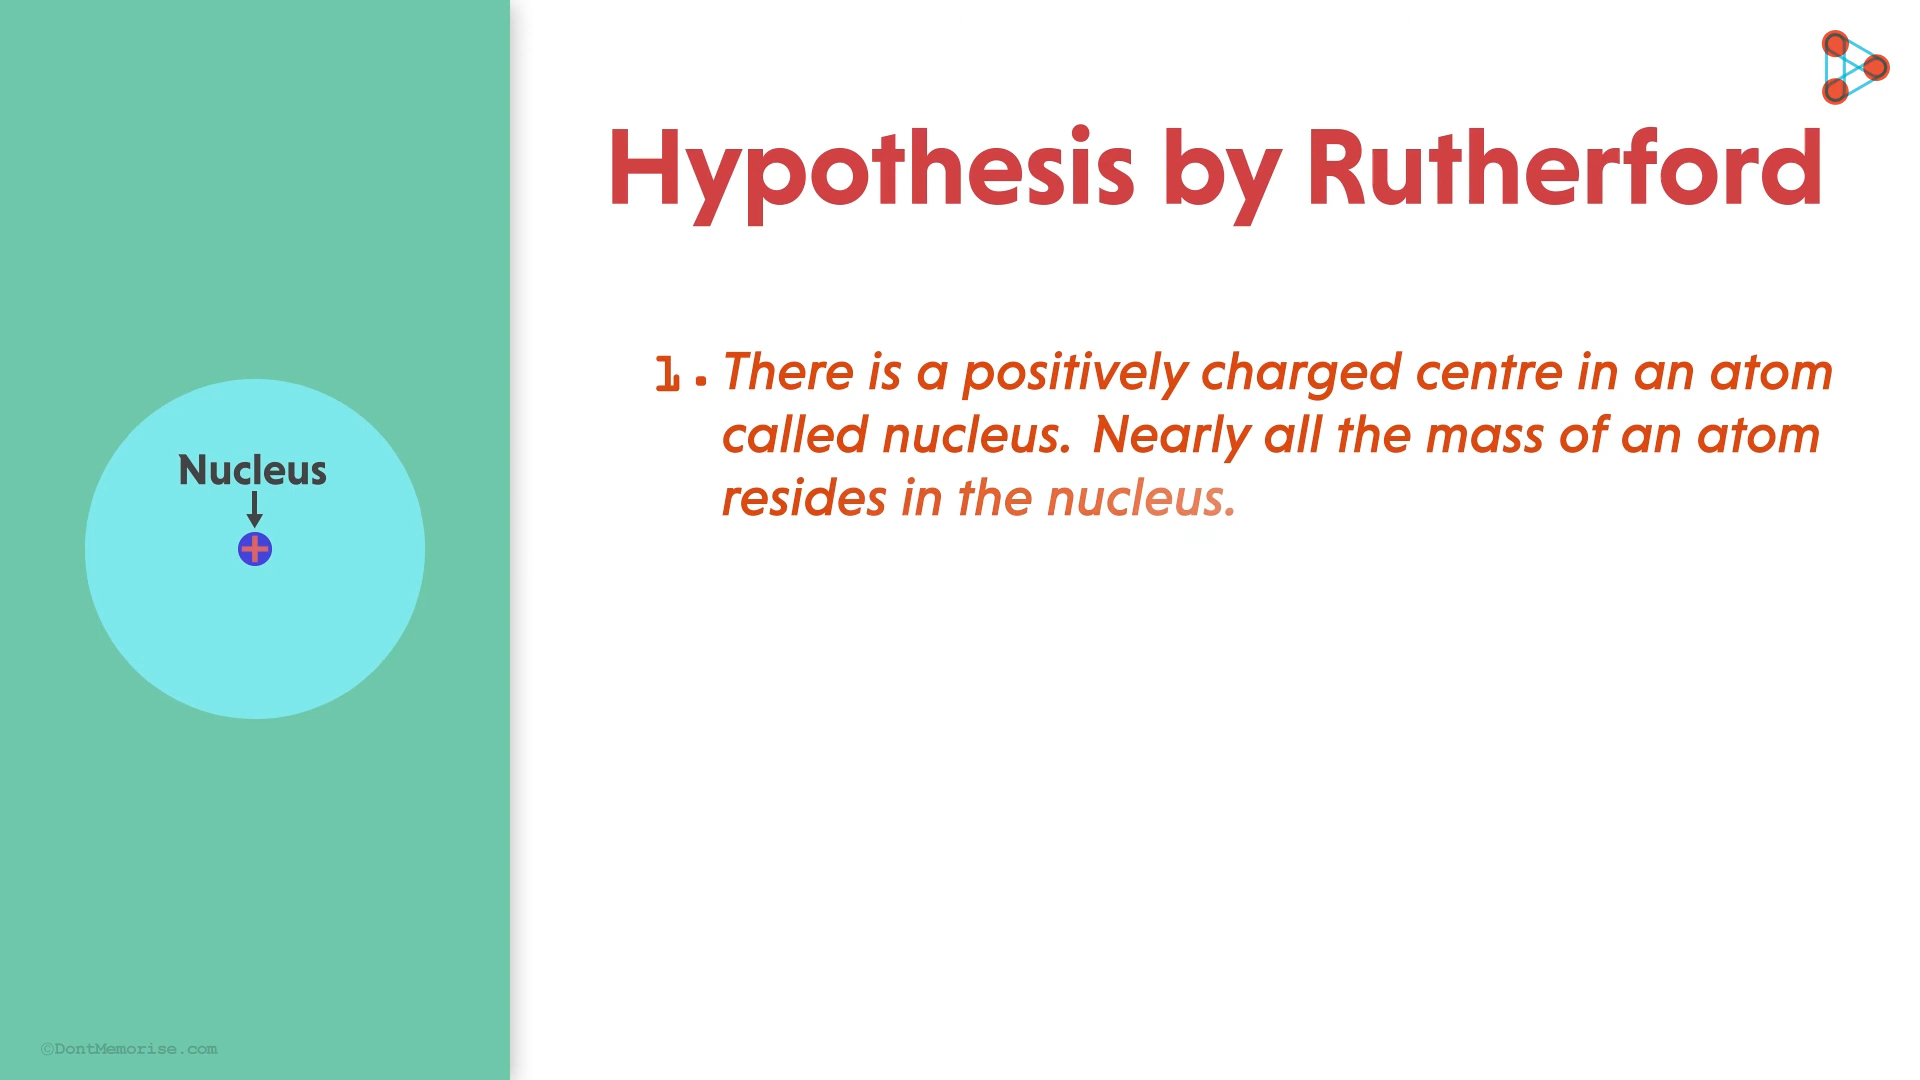 Hypothesis by Rutherford
1. There is a positively charged centre in an atom
called nucleus. Nearly all the mass of an atom
resides in the nucleus.
Nucleus
+
©DontMemorise.com